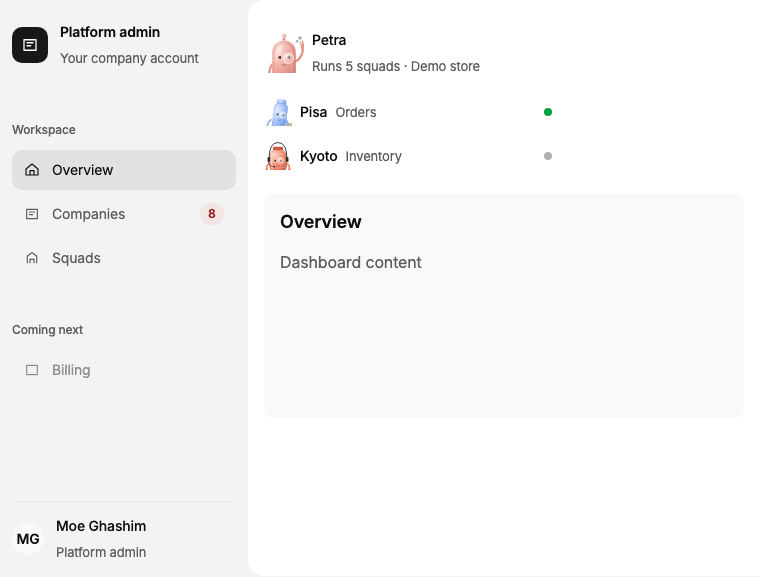 Platform admin
Your company account
Workspace
Overview
Companies 8
Squads
Coming next
Billing
MG
Moe Ghashim
Platform admin
Petra
Runs 5 squads · Demo store
Pisa Orders
Kyoto Inventory
Overview
Dashboard content